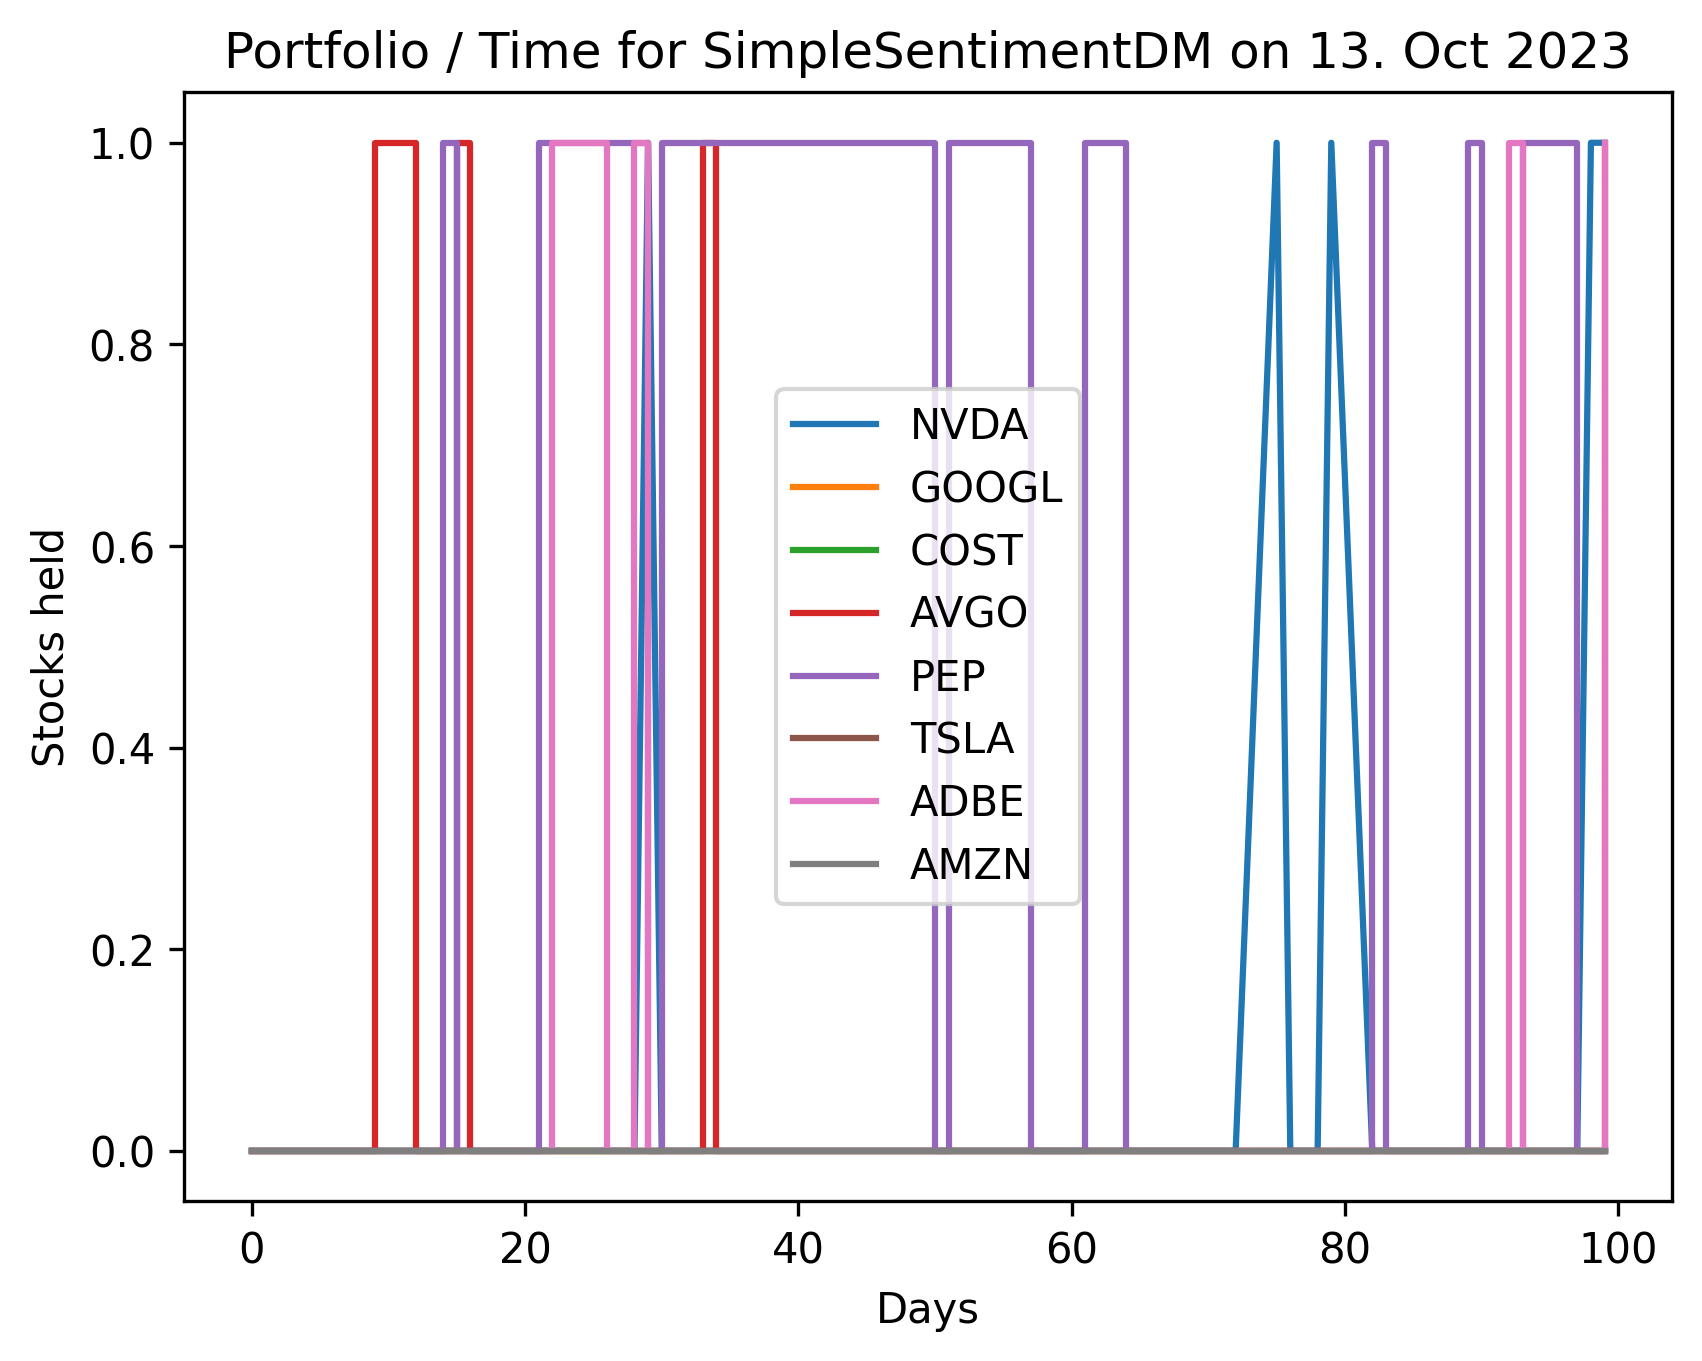 Portfolio / Time for SimpleSentimentDM on 13. Oct 2023
1.0
0.8
0.6
0.4
0.2
0.0
Stocks held
NVDA
GOOGL
COST
AVGO
PEP
TSLA
ADBE
AMZN
0 20 40 60 80 100
Days